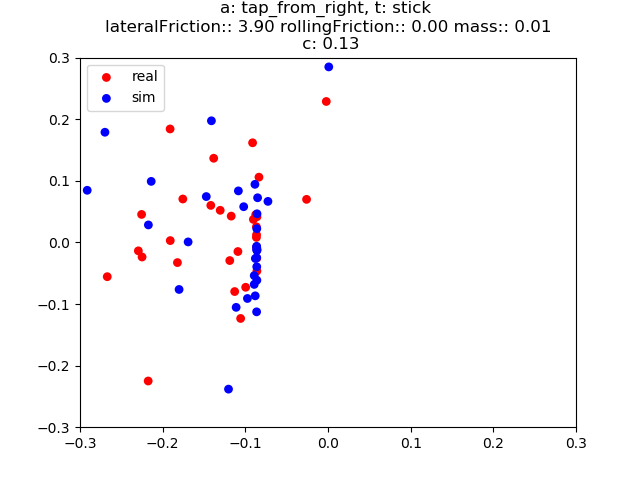 a: tap_from_right, t: stick
lateralFriction:: 3.90 rollingFriction:: 0.00 mass:: 0.01
c: 0.13
real
sim
0.3
0.2
0.1
0.0
−0.1
−0.2
−0.3
−0.3
−0.2
−0.1
0.0
0.1
0.2
0.3